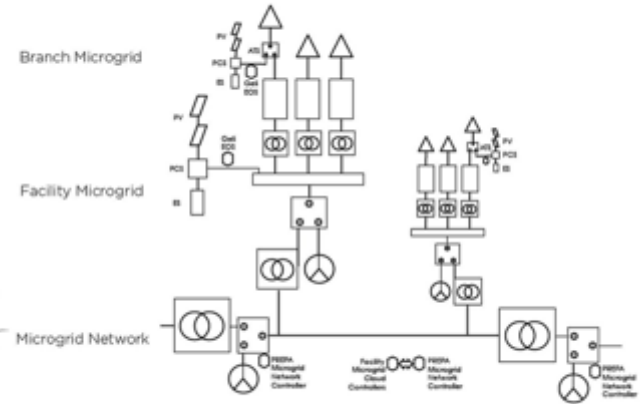 Branch Microgrid
PV
PCS
ES
ATS
Facility Microgrid
PV
PCS
ES
ATS
PV
PCS
ES
Microgrid Network
PREPA
Microgrid
Network
Controller
Facility
Microgrid
Cloud
Controllers
PREPA
Microgrid
Network
Controller
PREPA
Microgrid
Network
Controller